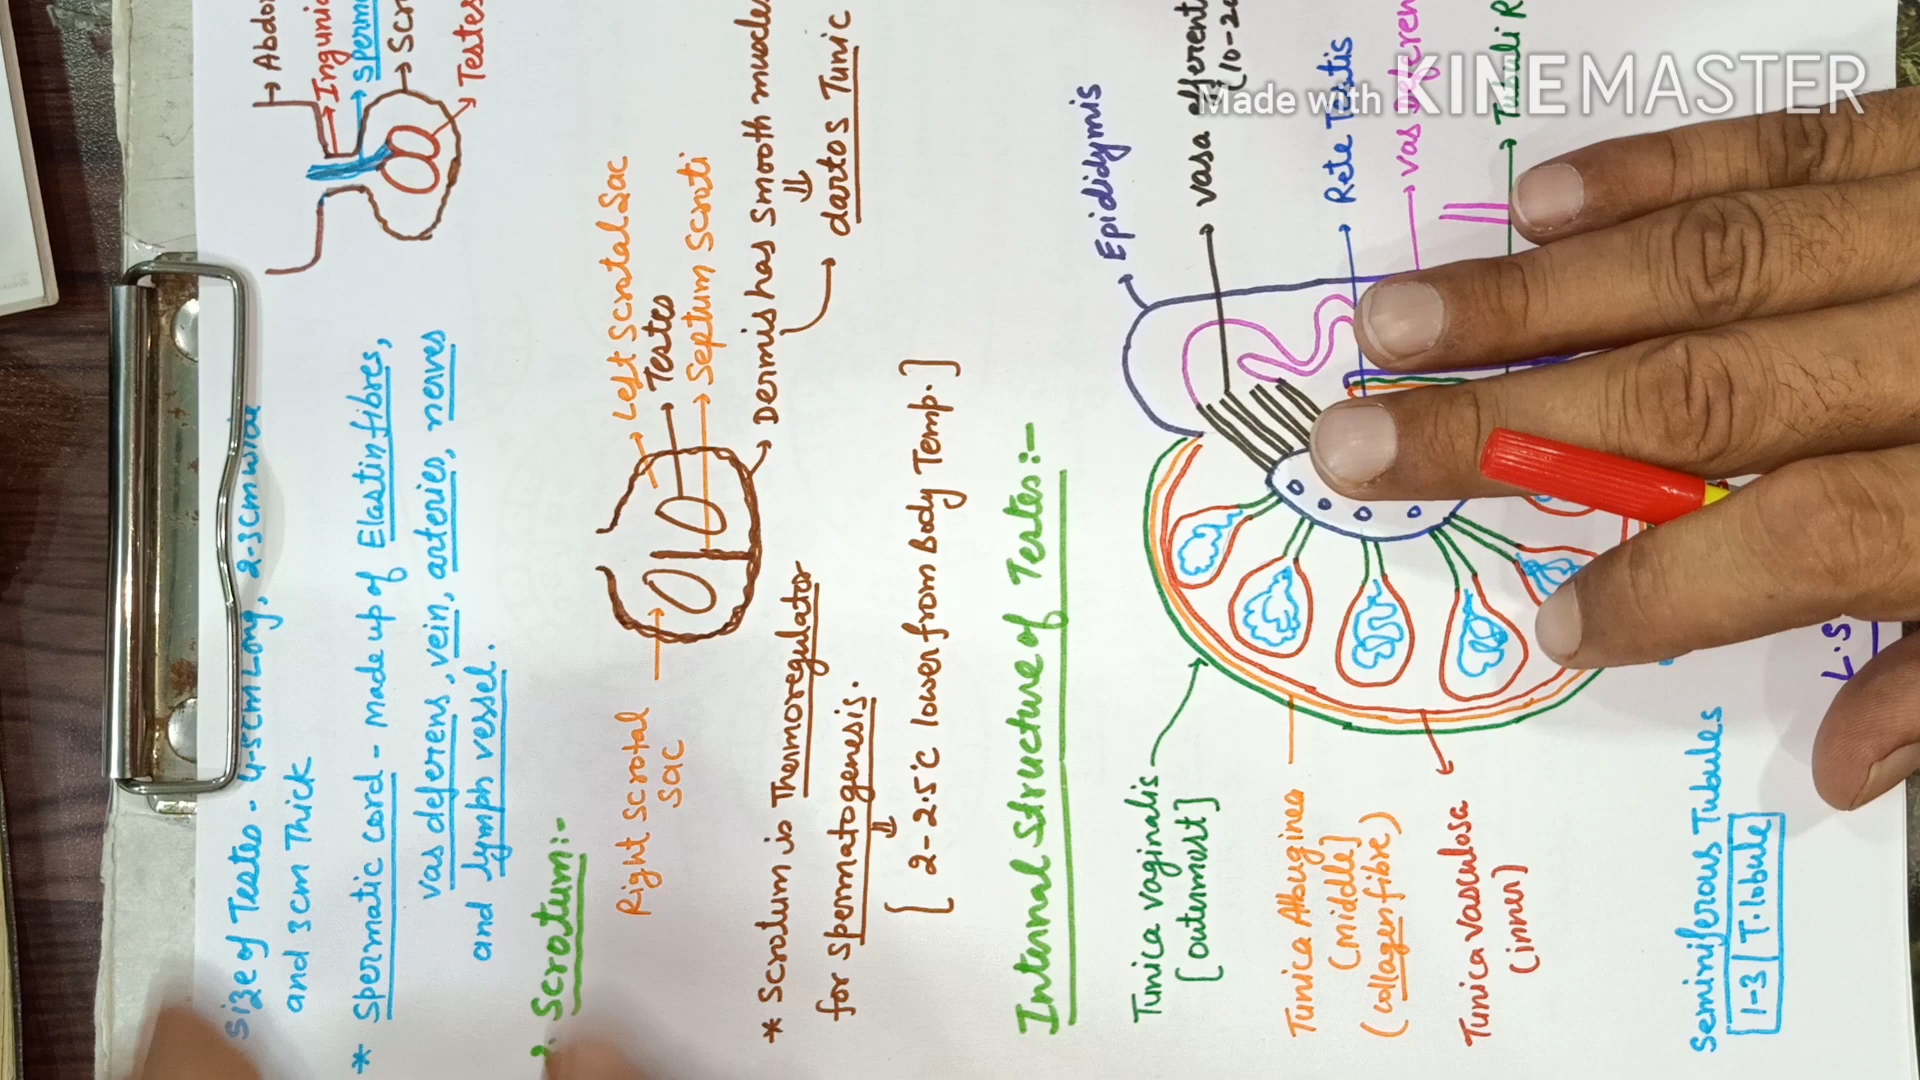 Size of Testes - 4-5cm Long, 2-3cm wide
and 3cm Thick
* Spermatic cord - made up of Elastin fibres,
vas deferens, vein, arteries, nerves
and lymph vessel.
Testes
Scrotum:-
Left Scrotal Sac
Testes
Septum Scroti
Right Scrotal
Sac
Dermis has Smooth muscles
⇓
dartos Tunic
* Scrotum is Thermoregulator
for spermatogenesis.
⇓
[ 2-2.5°c lower from Body Temp.]
Internal Structure of Testes:-
Epididymis
vasa efferent
Rete Testis
vas deferen
Tubuli R
Tunica vaginalis
[outermost]
Tunica Albuginea
(Middle]
(collagen fibre)
Tunica vasculosa
(inner)
Seminiferous Tubules
[1-3/T.lobule]
L.S
Made with KINEMASTER